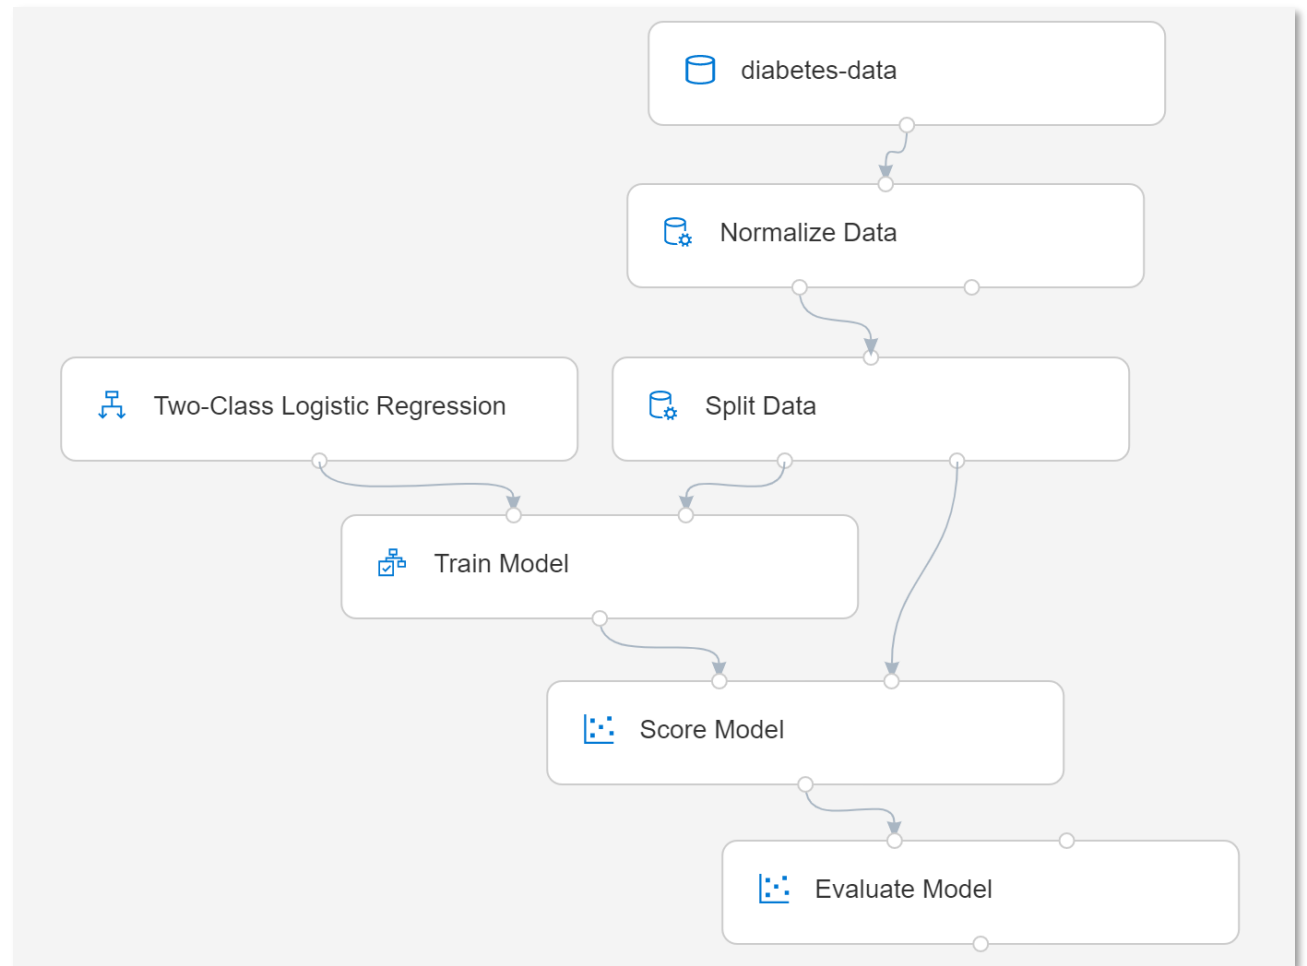 diabetes-data
Normalize Data
Two-Class Logistic Regression
Split Data
Train Model
Score Model
Evaluate Model